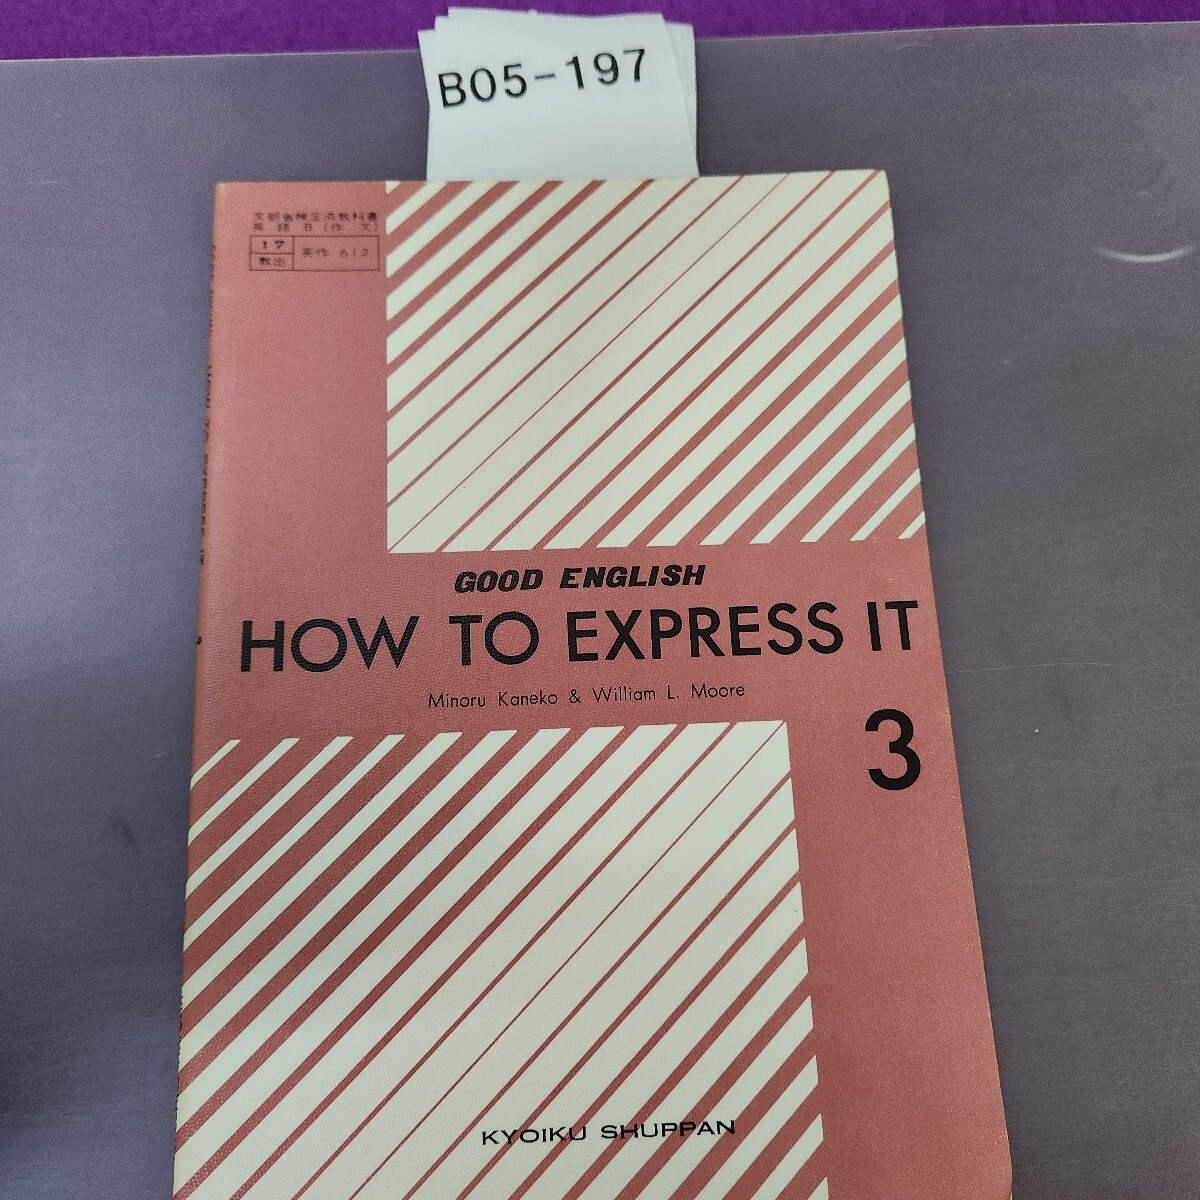 B05-197
文部省検定済教科書
英語B(作文)
17
教出
英作 612
GOOD ENGLISH
HOW TO EXPRESS IT
Minoru Kaneko & William L. Moore
3
KYOIKU SHUPPAN